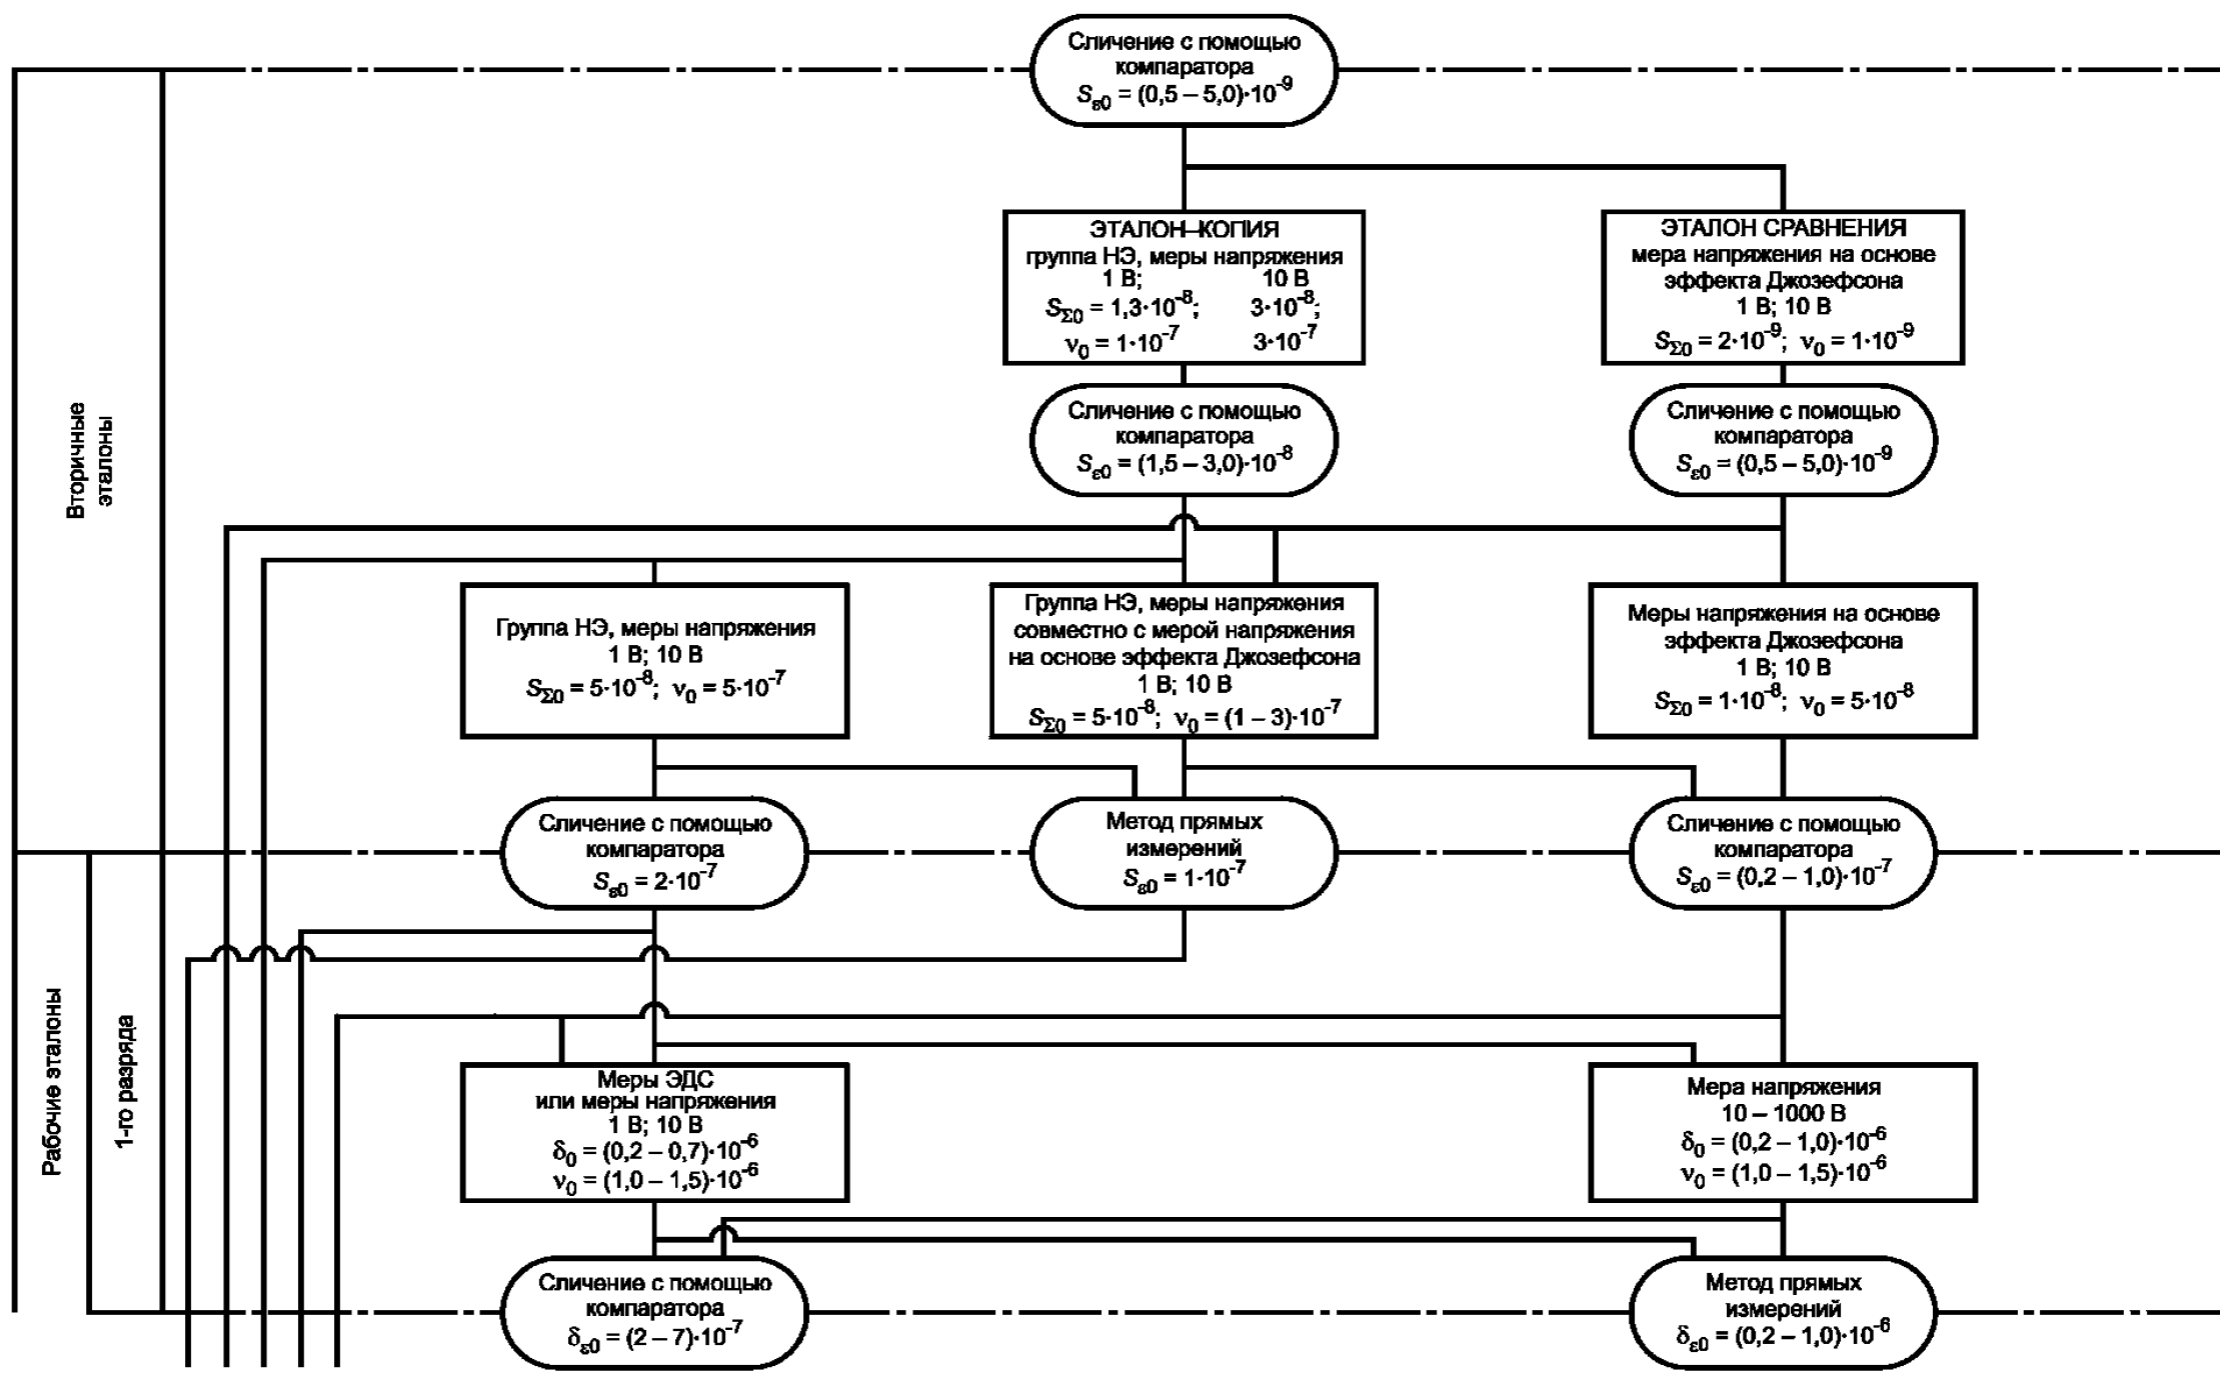 Сличение с помощью
компаратора
Sε0 = (0,5 – 5,0)·10⁻⁹
ЭТАЛОН–КОПИЯ
группа НЭ, меры напряжения
1 В; 10 В
SΣ0 = 1,3·10⁻⁸; 3·10⁻⁸;
ν0 = 1·10⁻⁷ 3·10⁻⁷
ЭТАЛОН СРАВНЕНИЯ
мера напряжения на основе
эффекта Джозефсона
1 В; 10 В
SΣ0 = 2·10⁻⁹; ν0 = 1·10⁻⁹
Сличение с помощью
компаратора
Sε0 = (1,5 – 3,0)·10⁻⁸
Сличение с помощью
компаратора
Sε0 = (0,5 – 5,0)·10⁻⁹
Вторичные
эталоны
Группа НЭ, меры напряжения
1 В; 10 В
SΣ0 = 5·10⁻⁸; ν0 = 5·10⁻⁷
Группа НЭ, меры напряжения
совместно с мерой напряжения
на основе эффекта Джозефсона
1 В; 10 В
SΣ0 = 5·10⁻⁸; ν0 = (1 – 3)·10⁻⁷
Меры напряжения на основе
эффекта Джозефсона
1 В; 10 В
SΣ0 = 1·10⁻⁸; ν0 = 5·10⁻⁸
Сличение с помощью
компаратора
Sε0 = 2·10⁻⁷
Метод прямых
измерений
Sε0 = 1·10⁻⁷
Сличение с помощью
компаратора
Sε0 = (0,2 – 1,0)·10⁻⁷
Рабочие эталоны
1-го разряда
Меры ЭДС
или меры напряжения
1 В; 10 В
δ0 = (0,2 – 0,7)·10⁻⁶
ν0 = (1,0 – 1,5)·10⁻⁶
Мера напряжения
10 – 1000 В
δ0 = (0,2 – 1,0)·10⁻⁶
ν0 = (1,0 – 1,5)·10⁻⁶
Сличение с помощью
компаратора
δε0 = (2 – 7)·10⁻⁷
Метод прямых
измерений
δε0 = (0,2 – 1,0)·10⁻⁶